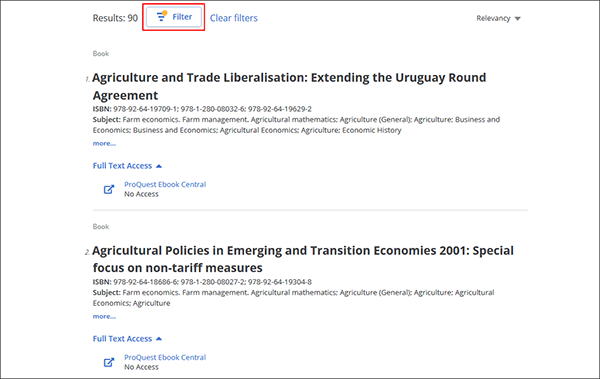 Results: 90 Filter Clear filters Relevancy
Book
1. Agriculture and Trade Liberalisation: Extending the Uruguay Round
Agreement
ISBN: 978-92-64-19709-1; 978-1-280-08032-6; 978-92-64-19629-2
Subject: Farm economics. Farm management. Agricultural mathematics; Agriculture (General); Agriculture; Business and
Economics; Business and Economics; Agricultural Economics; Agriculture; Economic History
more...
Full Text Access
ProQuest Ebook Central
No Access
Book
2. Agricultural Policies in Emerging and Transition Economies 2001: Special
focus on non-tariff measures
ISBN: 978-92-64-18686-6; 978-1-280-08027-2; 978-92-64-19304-8
Subject: Farm economics. Farm management. Agricultural mathematics; Agriculture (General); Agriculture; Agricultural
Economics; Agriculture
more...
Full Text Access
ProQuest Ebook Central
No Access